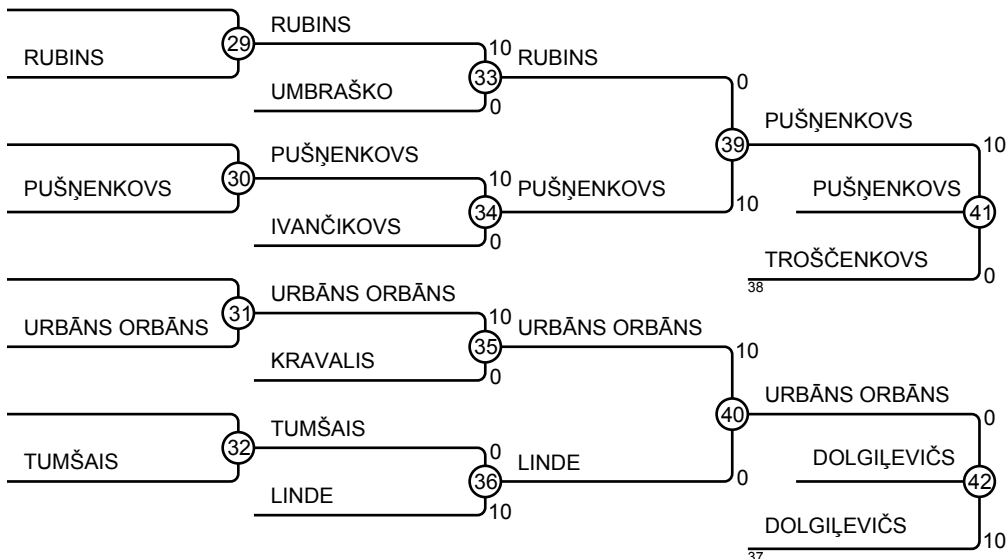 RUBINS
29
RUBINS
10
33
UMBRAŠKO
0
RUBINS
0
39
PUŠŅENKOVS
30
PUŠŅENKOVS
10
34
IVANČIKOVS
0
PUŠŅENKOVS
10
PUŠŅENKOVS
10
PUŠŅENKOVS
41
TROŠČENKOVS
38
0
URBĀNS ORBĀNS
31
URBĀNS ORBĀNS
10
35
KRAVALIS
0
URBĀNS ORBĀNS
10
40
TUMŠAIS
32
TUMŠAIS
0
36
LINDE
10
LINDE
0
URBĀNS ORBĀNS
0
DOLGIĻEVIČS
42
DOLGIĻEVIČS
37
10